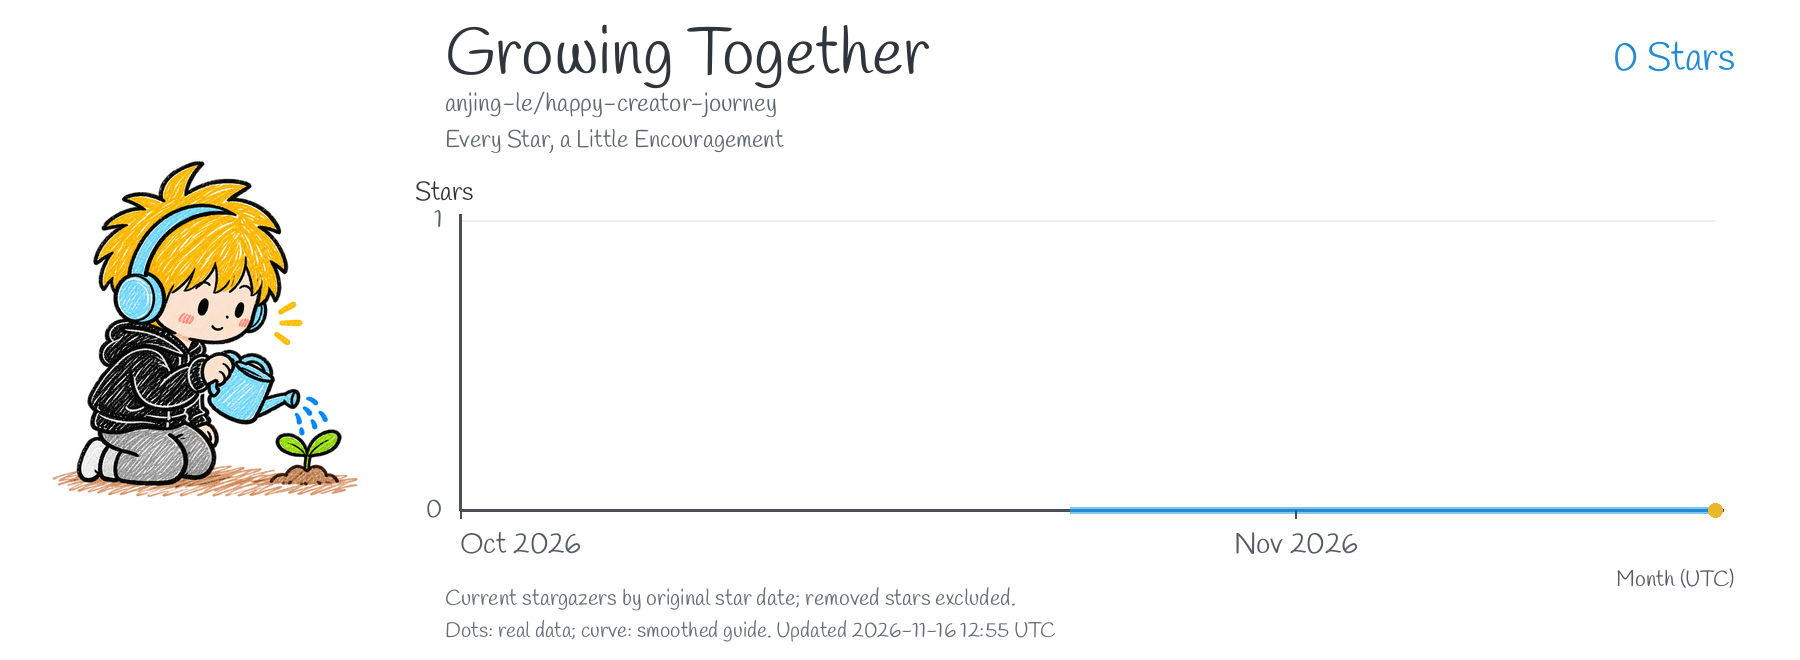 Growing Together
0 Stars
anjing-le/happy-creator-journey
Every Star, a Little Encouragement
Stars
1
0
Oct 2026
Nov 2026
Month (UTC)
Current stargazers by original star date; removed stars excluded.
Dots: real data; curve: smoothed guide. Updated 2026-11-16 12:55 UTC